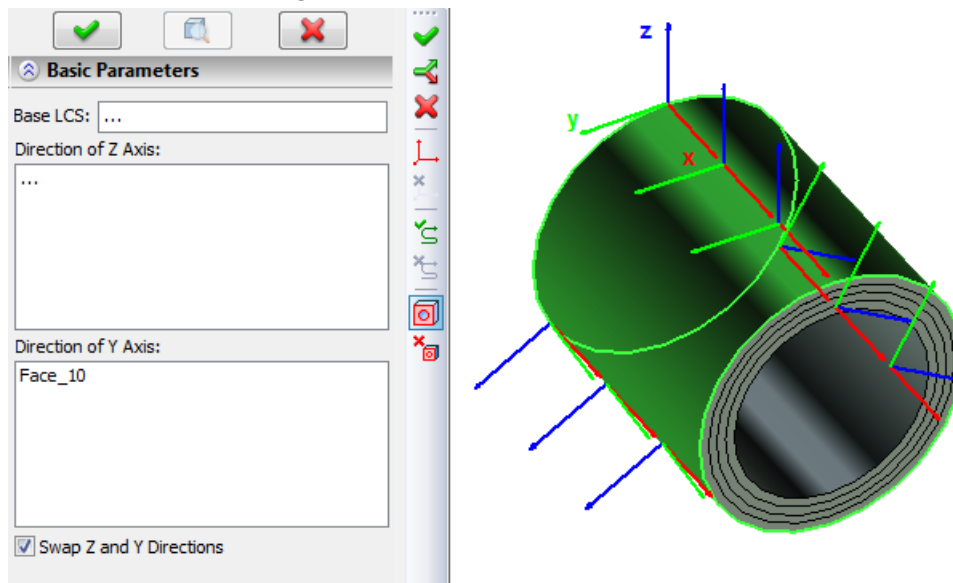 Basic Parameters
Base LCS: ...
Direction of Z Axis:
...
Direction of Y Axis:
Face_10
Swap Z and Y Directions
z
y
x